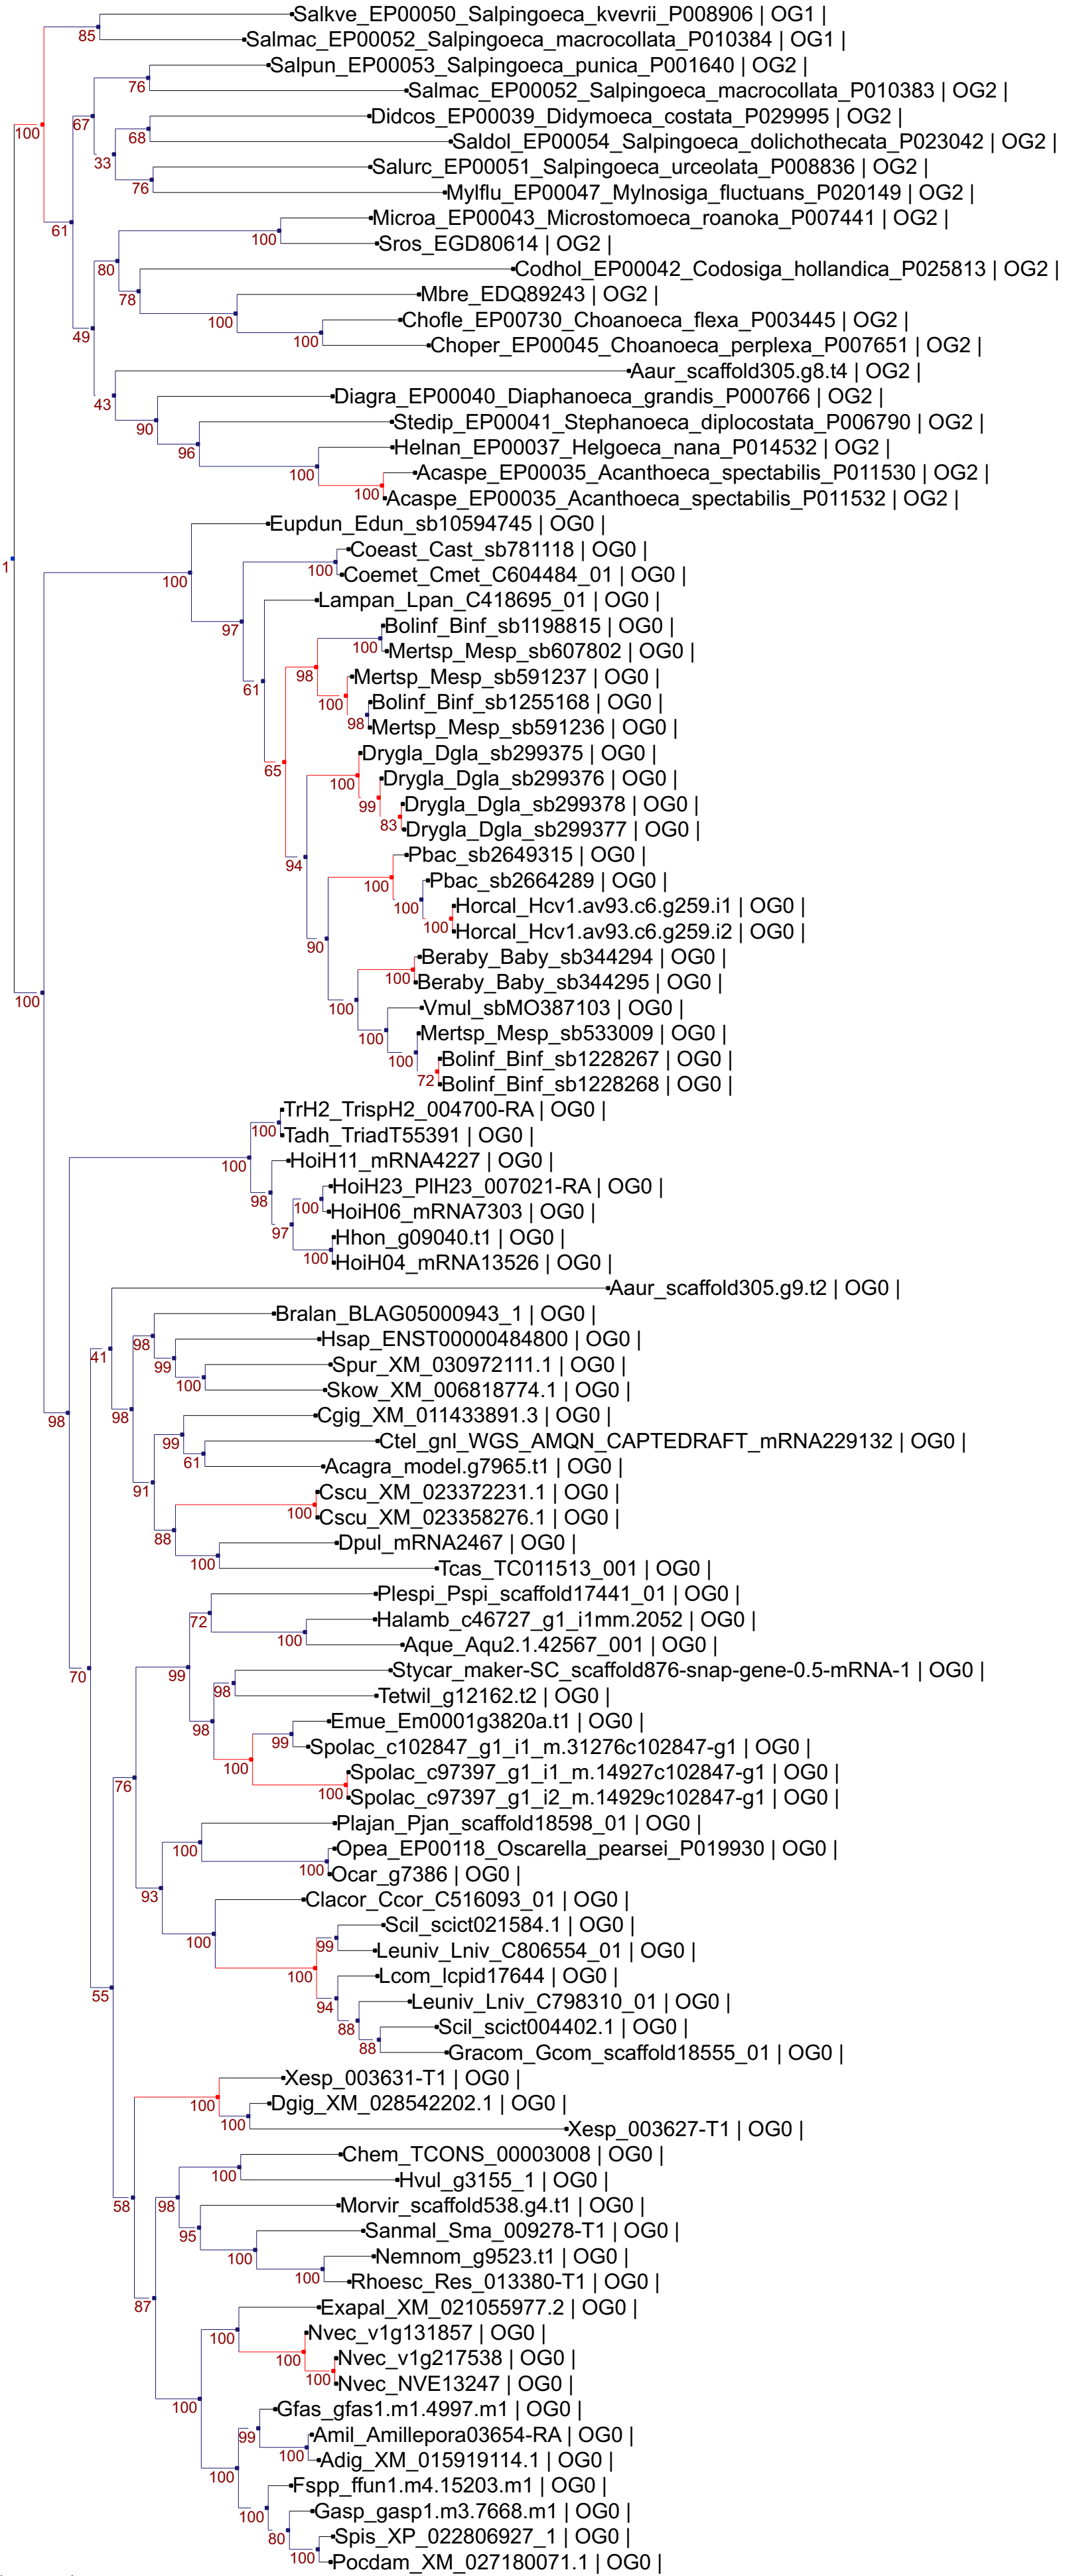 Salkve_EP00050_Salpingoeca_kvevrii_P008906 | OG1 |
85
Salmac_EP00052_Salpingoeca_macrocollata_P010384 | OG1 |
Salpun_EP00053_Salpingoeca_punica_P001640 | OG2 |
76
Salmac_EP00052_Salpingoeca_macrocollata_P010383 | OG2 |
Didcos_EP00039_Didymoeca_costata_P029995 | OG2 |
67
100
68
Saldol_EP00054_Salpingoeca_dolichothecata_P023042 | OG2 |
33
Salurc_EP00051_Salpingoeca_urceolata_P008836 | OG2 |
76
Mylflu_EP00047_Mylnosiga_fluctuans_P020149 | OG2 |
Microa_EP00043_Microstomoeca_roanoka_P007441 | OG2 |
61
100
Sros_EGD80614 | OG2 |
80
Codhol_EP00042_Codosiga_hollandica_P025813 | OG2 |
78
Mbre_EDQ89243 | OG2 |
100
Chofle_EP00730_Choanoeca_flexa_P003445 | OG2 |
49
100
Choper_EP00045_Choanoeca_perplexa_P007651 | OG2 |
Aaur_scaffold305.g8.t4 | OG2 |
43
Diagra_EP00040_Diaphanoeca_grandis_P000766 | OG2 |
90
Stedip_EP00041_Stephanoeca_diplocostata_P006790 | OG2 |
96
Helnan_EP00037_Helgoeca_nana_P014532 | OG2 |
100
Acaspe_EP00035_Acanthoeca_spectabilis_P011530 | OG2 |
100
Acaspe_EP00035_Acanthoeca_spectabilis_P011532 | OG2 |
Eupdun_Edun_sb10594745 | OG0 |
Coeast_Cast_sb781118 | OG0 |
1
100
100
Coemet_Cmet_C604484_01 | OG0 |
Lampan_Lpan_C418695_01 | OG0 |
97
Bolinf_Binf_sb1198815 | OG0 |
100
Mertsp_Mesp_sb607802 | OG0 |
98
Mertsp_Mesp_sb591237 | OG0 |
61
100
Bolinf_Binf_sb1255168 | OG0 |
98
Mertsp_Mesp_sb591236 | OG0 |
Drygla_Dgla_sb299375 | OG0 |
65
100
Drygla_Dgla_sb299376 | OG0 |
99
Drygla_Dgla_sb299378 | OG0 |
83
Drygla_Dgla_sb299377 | OG0 |
Pbac_sb2649315 | OG0 |
94
100
Pbac_sb2664289 | OG0 |
100
Horcal_Hcv1.av93.c6.g259.i1 | OG0 |
100
Horcal_Hcv1.av93.c6.g259.i2 | OG0 |
90
Beraby_Baby_sb344294 | OG0 |
100
Beraby_Baby_sb344295 | OG0 |
100
100
Vmul_sbMO387103 | OG0 |
100
Mertsp_Mesp_sb533009 | OG0 |
100
Bolinf_Binf_sb1228267 | OG0 |
72
Bolinf_Binf_sb1228268 | OG0 |
TrH2_TrispH2_004700-RA | OG0 |
100
Tadh_TriadT55391 | OG0 |
100
HoiH11_mRNA4227 | OG0 |
98
HoiH23_PlH23_007021-RA | OG0 |
100
HoiH06_mRNA7303 | OG0 |
97
Hhon_g09040.t1 | OG0 |
100
HoiH04_mRNA13526 | OG0 |
Aaur_scaffold305.g9.t2 | OG0 |
Bralan_BLAG05000943_1 | OG0 |
98
41
Hsap_ENST00000484800 | OG0 |
99
Spur_XM_030972111.1 | OG0 |
100
Skow_XM_006818774.1 | OG0 |
98
98
Cgig_XM_011433891.3 | OG0 |
99
Ctel_gnl_WGS_AMQN_CAPTEDRAFT_mRNA229132 | OG0 |
61
Acagra_model.g7965.t1 | OG0 |
91
Cscu_XM_023372231.1 | OG0 |
100
Cscu_XM_023358276.1 | OG0 |
88
Dpul_mRNA2467 | OG0 |
100
Tcas_TC011513_001 | OG0 |
Plespi_Pspi_scaffold17441_01 | OG0 |
72
Halamb_c46727_g1_i1mm.2052 | OG0 |
100
Aque_Aqu2.1.42567_001 | OG0 |
70
99
Stycar_maker-SC_scaffold876-snap-gene-0.5-mRNA-1 | OG0 |
98
Tetwil_g12162.t2 | OG0 |
98
Emue_Em0001g3820a.t1 | OG0 |
99
Spolac_c102847_g1_i1_m.31276c102847-g1 | OG0 |
100
Spolac_c97397_g1_i1_m.14927c102847-g1 | OG0 |
76
100
Spolac_c97397_g1_i2_m.14929c102847-g1 | OG0 |
Plajan_Pjan_scaffold18598_01 | OG0 |
100
Opea_EP00118_Oscarella_pearsei_P019930 | OG0 |
100
Ocar_g7386 | OG0 |
93
Clacor_Ccor_C516093_01 | OG0 |
Scil_scict021584.1 | OG0 |
100
99
Leuniv_Lniv_C806554_01 | OG0 |
100
Lcom_lcpid17644 | OG0 |
55
94
Leuniv_Lniv_C798310_01 | OG0 |
88
Scil_scict004402.1 | OG0 |
88
Gracom_Gcom_scaffold18555_01 | OG0 |
Xesp_003631-T1 | OG0 |
100
Dgig_XM_028542202.1 | OG0 |
100
Xesp_003627-T1 | OG0 |
Chem_TCONS_00003008 | OG0 |
100
Hvul_g3155_1 | OG0 |
58
98
Morvir_scaffold538.g4.t1 | OG0 |
95
Sanmal_Sma_009278-T1 | OG0 |
100
Nemnom_g9523.t1 | OG0 |
100
Rhoesc_Res_013380-T1 | OG0 |
87
Exapal_XM_021055977.2 | OG0 |
100
Nvec_v1g131857 | OG0 |
100
Nvec_v1g217538 | OG0 |
100
Nvec_NVE13247 | OG0 |
100
Gfas_gfas1.m1.4997.m1 | OG0 |
99
Amil_Amillepora03654-RA | OG0 |
100
Adig_XM_015919114.1 | OG0 |
100
Fspp_ffun1.m4.15203.m1 | OG0 |
100
Gasp_gasp1.m3.7668.m1 | OG0 |
80
Spis_XP_022806927_1 | OG0 |
100
Pocdam_XM_027180071.1 | OG0 |